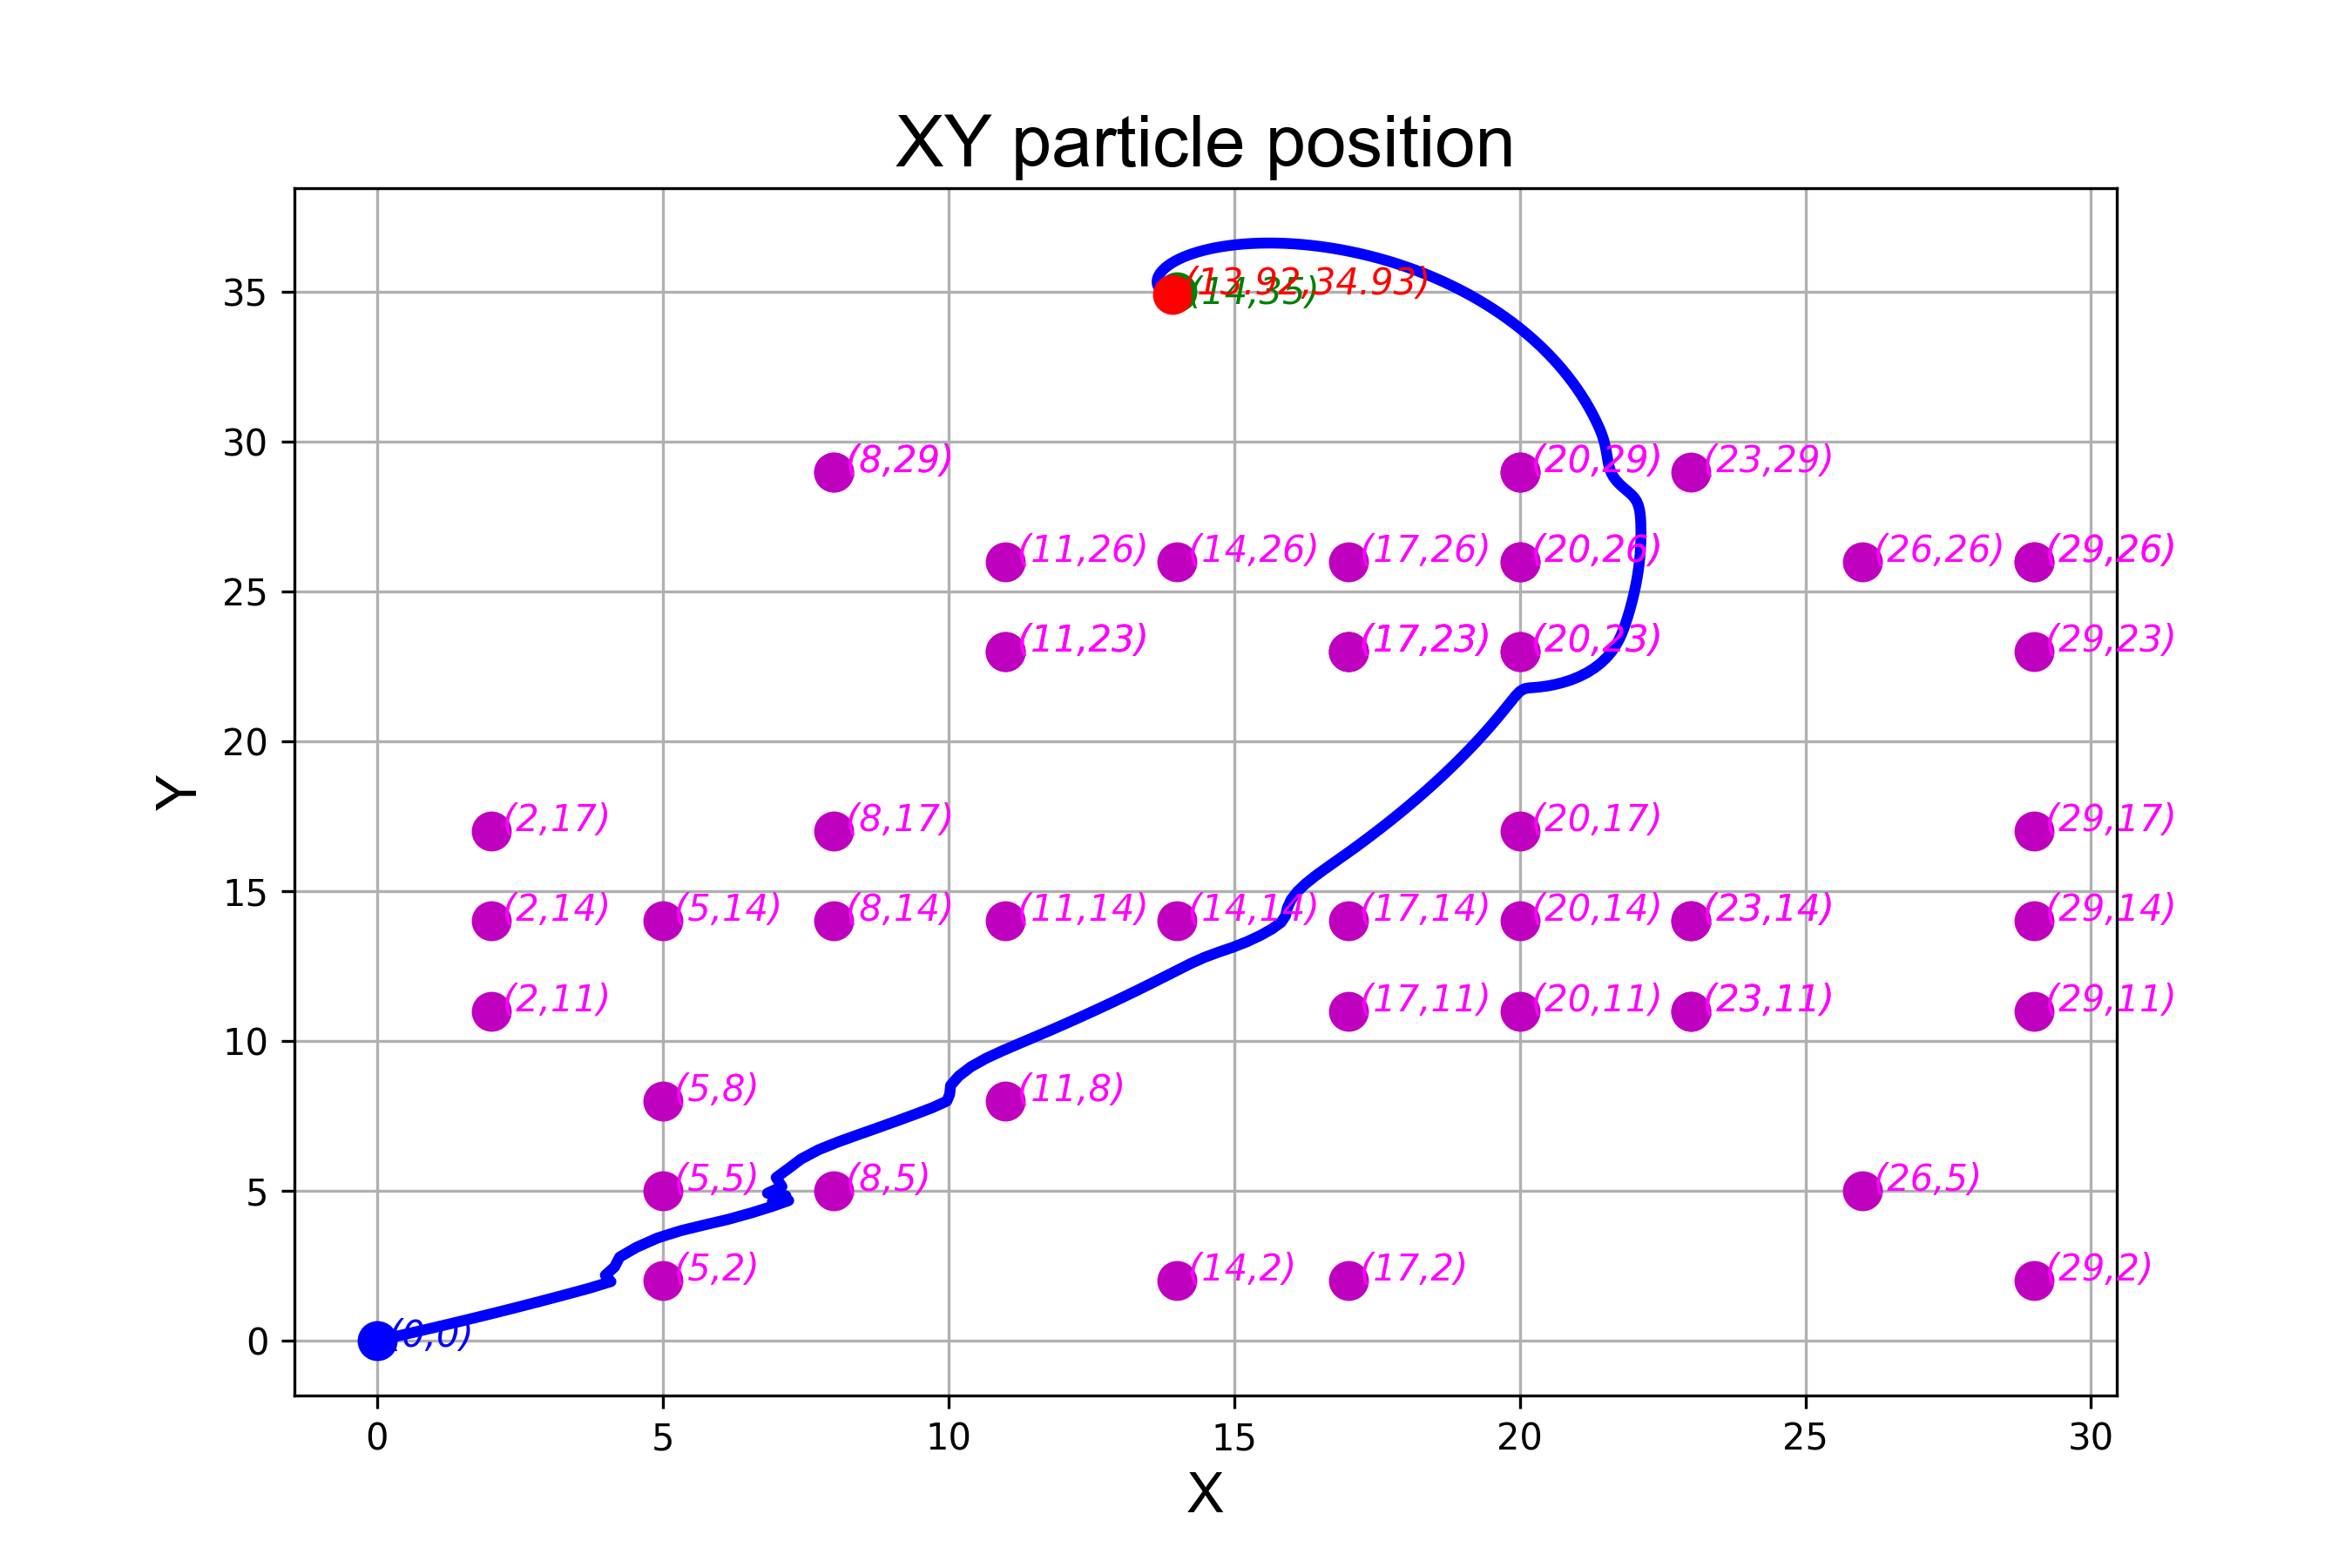 XY particle position
35
30
25
20
15
10
5
0
Y
(13.92,34.93)
(14,35)
(8,29) (20,29) (23,29)
(11,26) (14,26) (17,26) (20,26) (26,26) (29,26)
(11,23) (17,23) (20,23) (29,23)
(2,17) (8,17) (20,17) (29,17)
(2,14) (5,14) (8,14) (11,14) (14,14) (17,14) (20,14) (23,14) (29,14)
(2,11) (17,11) (20,11) (23,11) (29,11)
(5,8) (11,8)
(5,5) (8,5) (26,5)
(5,2) (14,2) (17,2) (29,2)
(0,0)
0 5 10 15 20 25 30
X